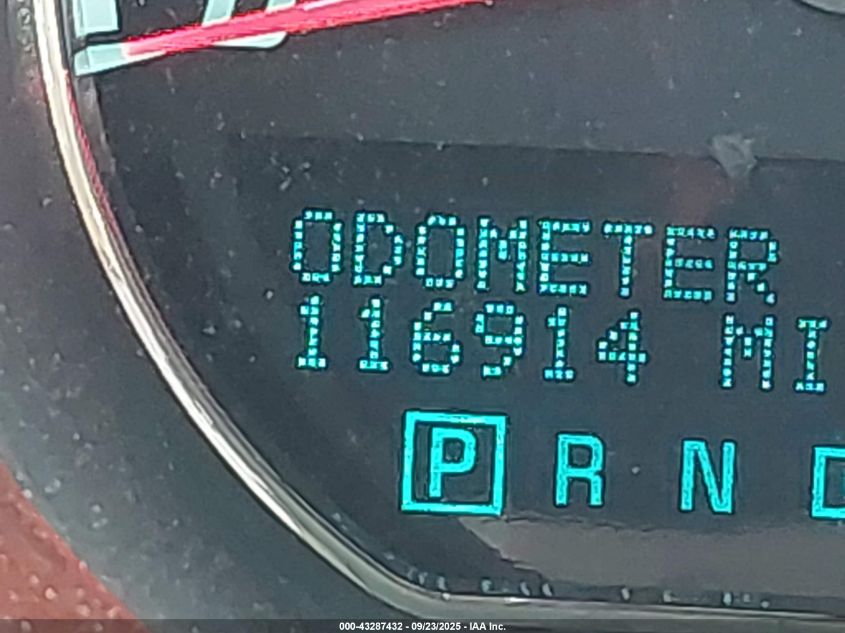 ODOMETER
116914 MI
P R N
000-43287432 - 09/23/2025 - IAA Inc.